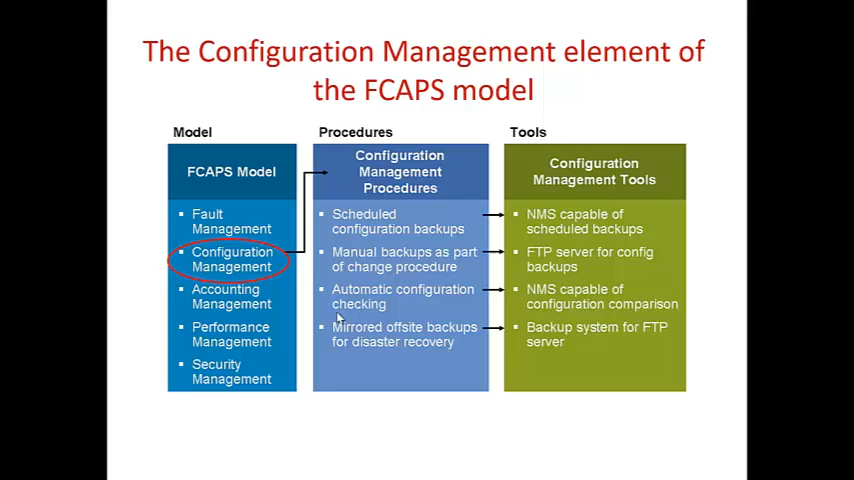 The Configuration Management element of
the FCAPS model
Model
FCAPS Model
▪ Fault
Management
▪ Configuration
Management
▪ Accounting
Management
▪ Performance
Management
▪ Security
Management
Procedures
Configuration
Management
Procedures
▪ Scheduled
configuration backups
▪ Manual backups as part
of change procedure
▪ Automatic configuration
checking
▪ Mirrored offsite backups
for disaster recovery
Tools
Configuration
Management Tools
▪ NMS capable of
scheduled backups
▪ FTP server for config
backups
▪ NMS capable of
configuration comparison
▪ Backup system for FTP
server